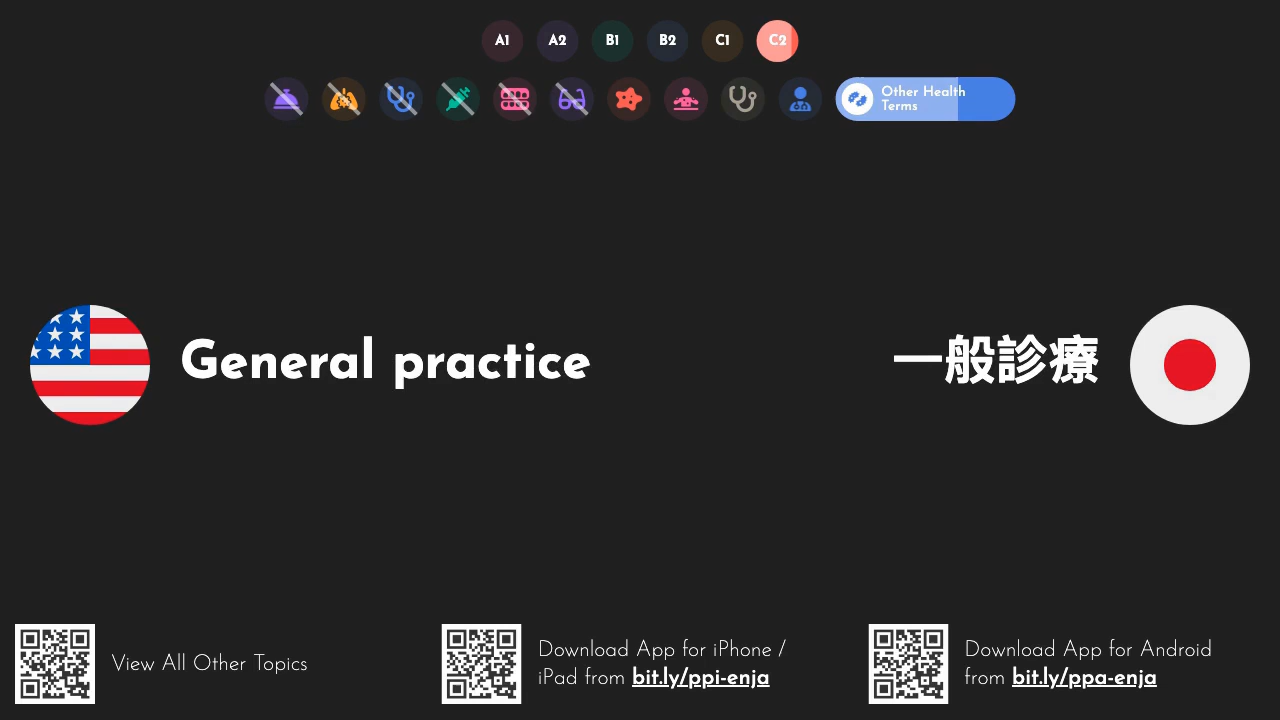 A1 A2 B1 B2 C1 C2
Other Health
Terms
General practice
一般診療
View All Other Topics
Download App for iPhone /
iPad from bit.ly/ppi-enja
Download App for Android
from bit.ly/ppa-enja